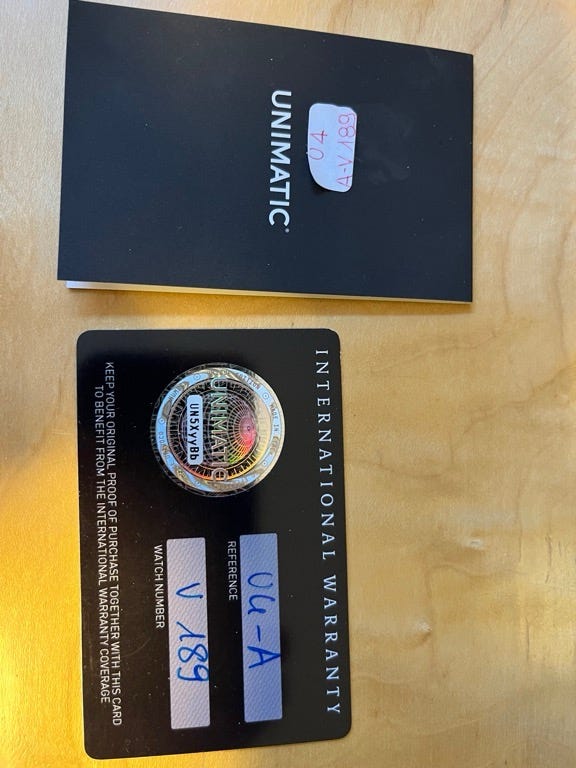 UNIMATIC®
U4
A-V189
INTERNATIONAL WARRANTY
UNIMATIC
UN5XyyBb
U4-A
REFERENCE
V 189
WATCH NUMBER
KEEP YOUR ORIGINAL PROOF OF PURCHASE TOGETHER WITH THIS CARD
TO BENEFIT FROM THE INTERNATIONAL WARRANTY COVERAGE